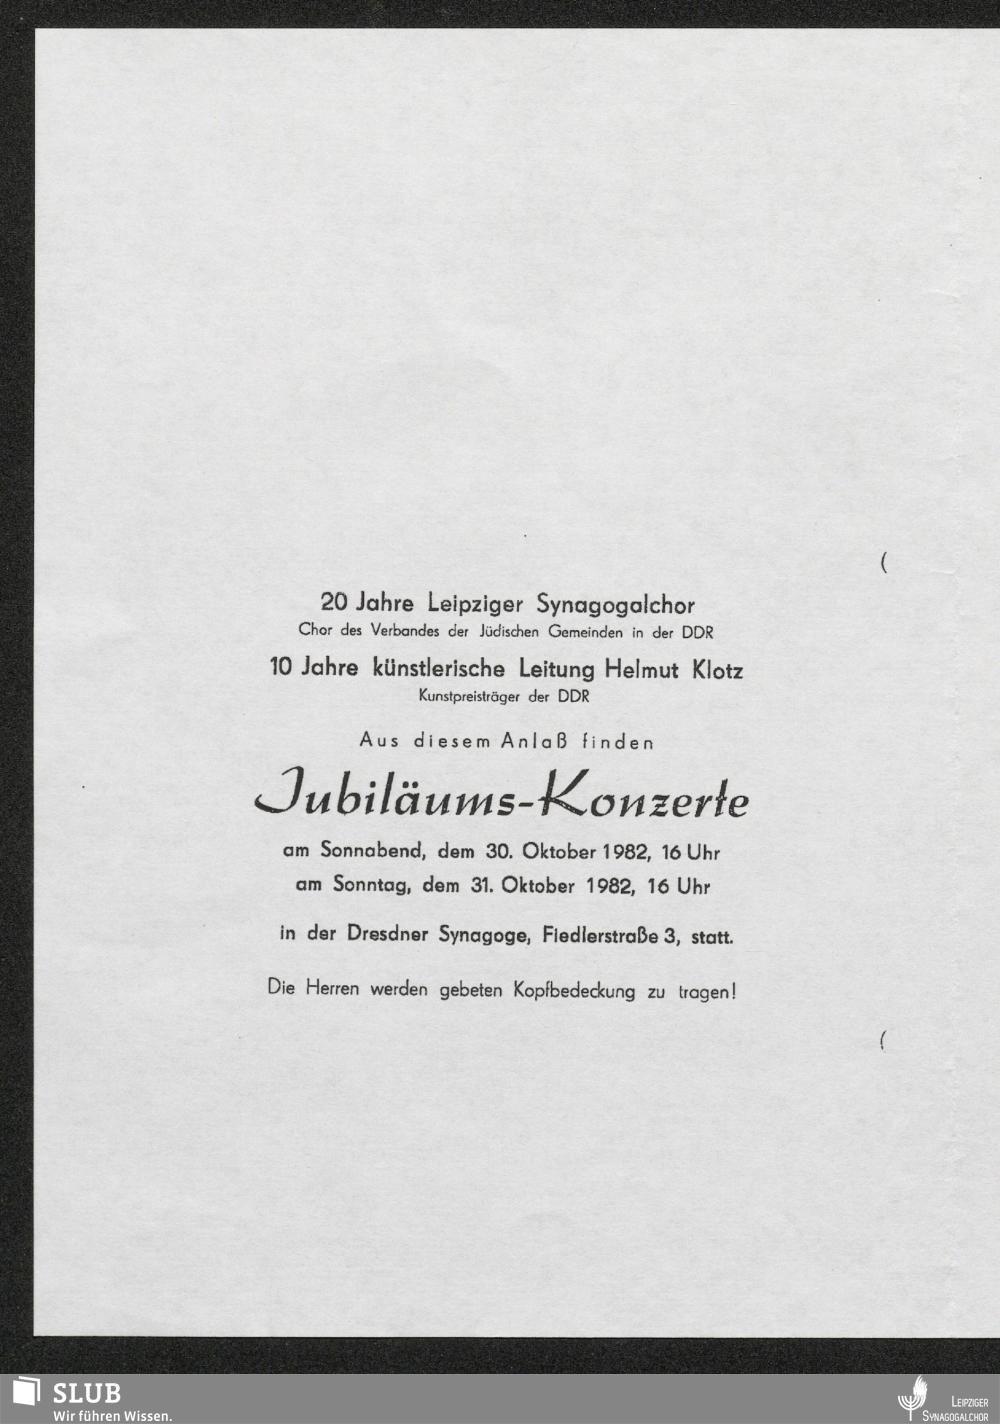 20 Jahre Leipziger Synagogalchor
Chor des Verbandes der Jüdischen Gemeinden in der DDR
10 Jahre künstlerische Leitung Helmut Klotz
Kunstpreisträger der DDR
Aus diesem Anlaß finden
Jubiläums-Konzerte
am Sonnabend, dem 30. Oktober 1982, 16 Uhr
am Sonntag, dem 31. Oktober 1982, 16 Uhr
in der Dresdner Synagoge, Fiedlerstraße 3, statt.
Die Herren werden gebeten Kopfbedeckung zu tragen!
SLUB
Wir führen Wissen.
LEIPZIGER
SYNAGOGALCHOR